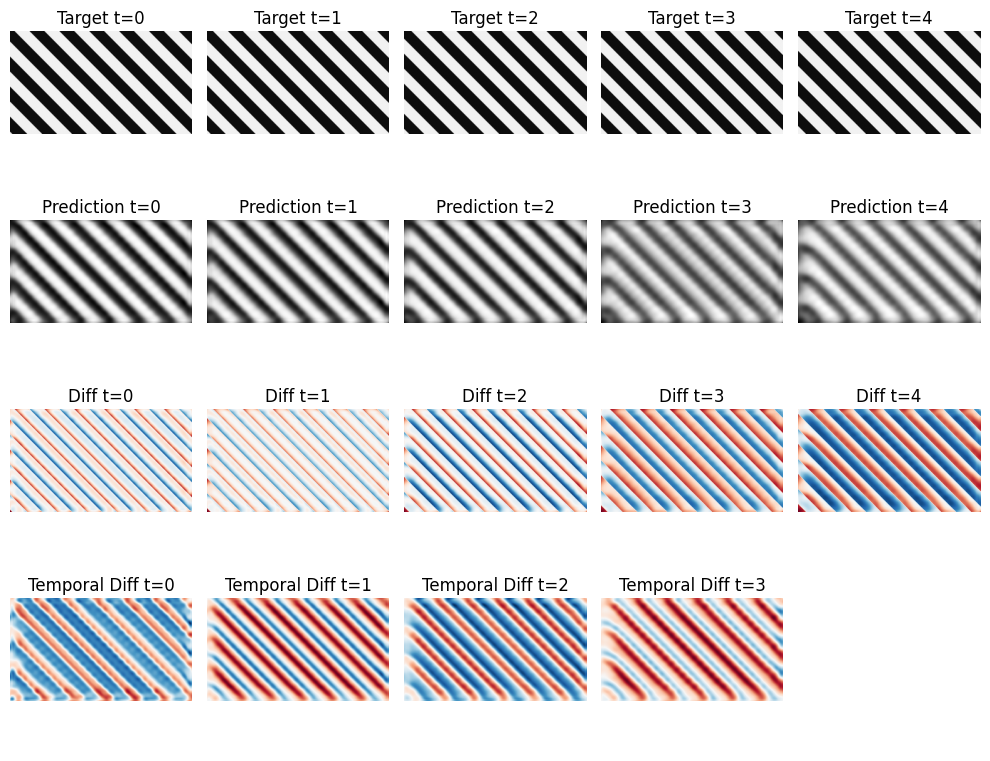 Target t=0 Target t=1 Target t=2 Target t=3 Target t=4
Prediction t=0 Prediction t=1 Prediction t=2 Prediction t=3 Prediction t=4
Diff t=0 Diff t=1 Diff t=2 Diff t=3 Diff t=4
Temporal Diff t=0 Temporal Diff t=1 Temporal Diff t=2 Temporal Diff t=3